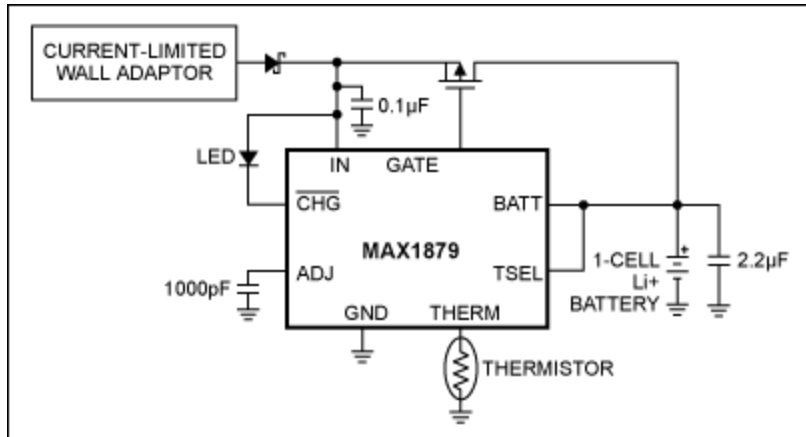 CURRENT-LIMITED
WALL ADAPTOR
0.1µF
LED
IN
GATE
CHG
BATT
MAX1879
1000pF
ADJ
TSEL
1-CELL
Li+
BATTERY
+
2.2µF
GND
THERM
THERMISTOR